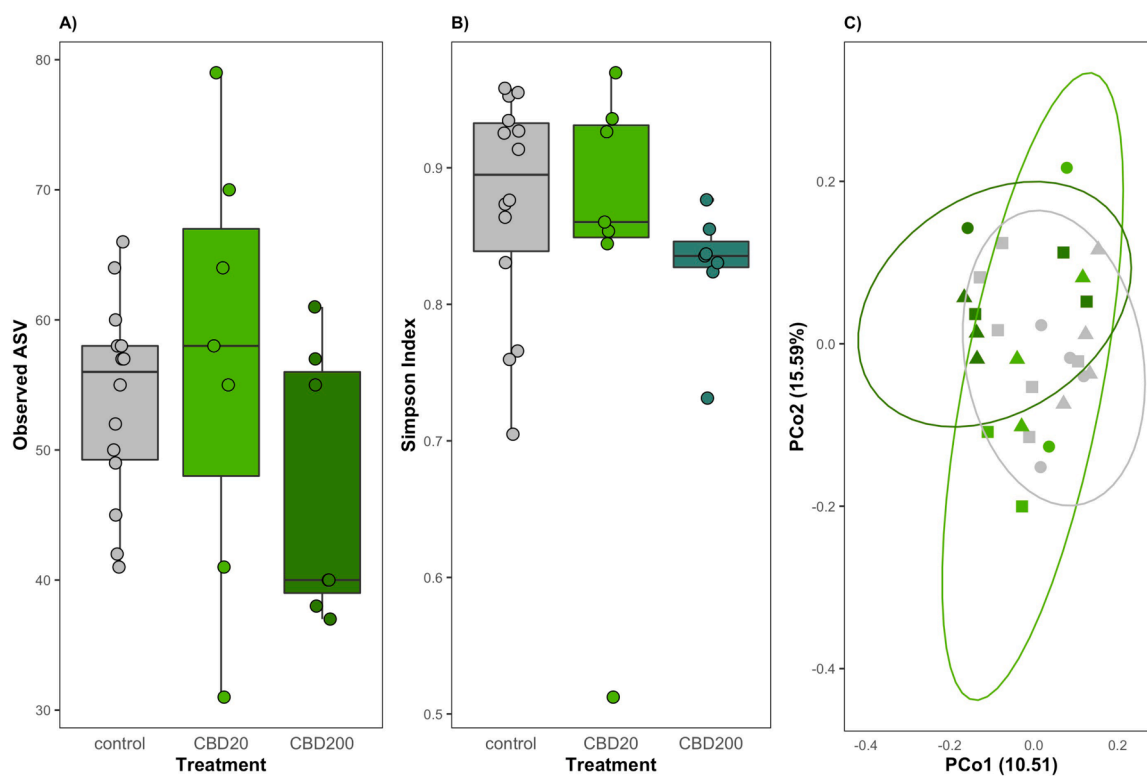 A)
Observed ASV
80
70
60
50
40
30
control CBD20 CBD200
Treatment
B)
Simpson Index
0.9
0.8
0.7
0.6
0.5
control CBD20 CBD200
Treatment
C)
PCo2 (15.59%)
0.2
0.0
-0.2
-0.4
-0.4 -0.2 0.0 0.2
PCo1 (10.51)